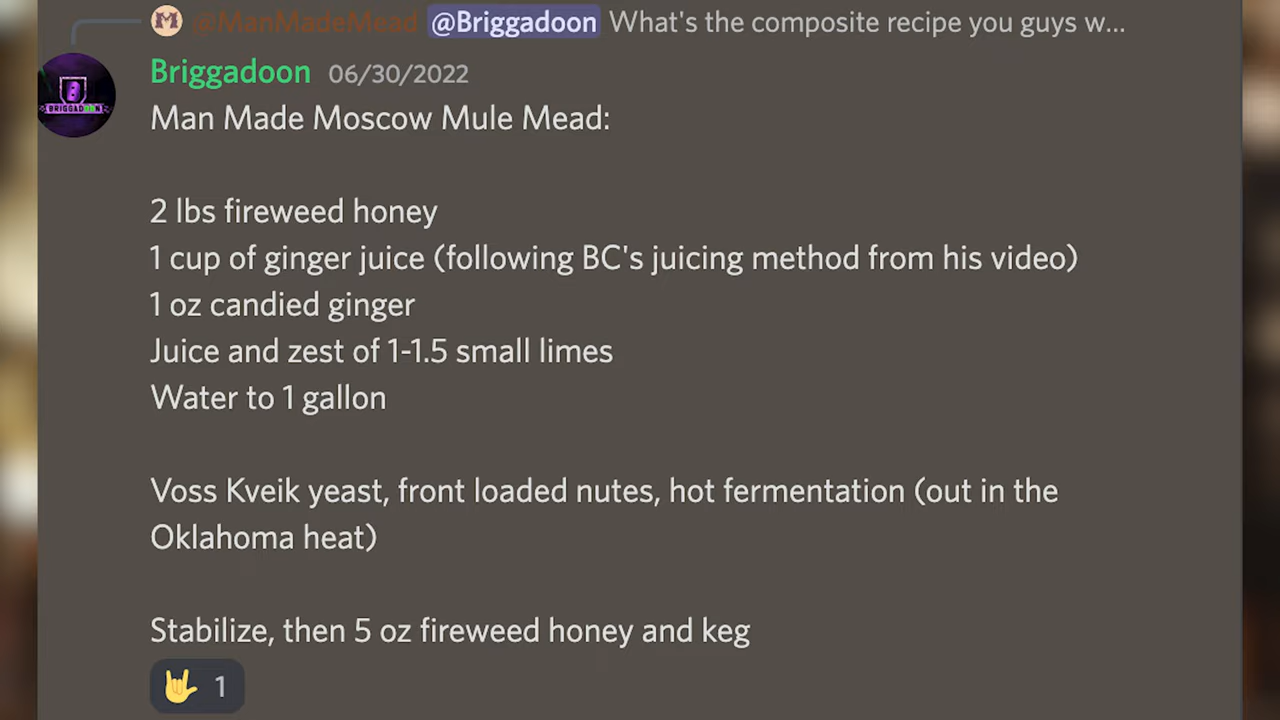 @ManMadeMead @Briggadoon What's the composite recipe you guys w...
Briggadoon 06/30/2022
BRIGGADOON
Man Made Moscow Mule Mead:
2 lbs fireweed honey
1 cup of ginger juice (following BC's juicing method from his video)
1 oz candied ginger
Juice and zest of 1-1.5 small limes
Water to 1 gallon
Voss Kveik yeast, front loaded nutes, hot fermentation (out in the
Oklahoma heat)
Stabilize, then 5 oz fireweed honey and keg
1